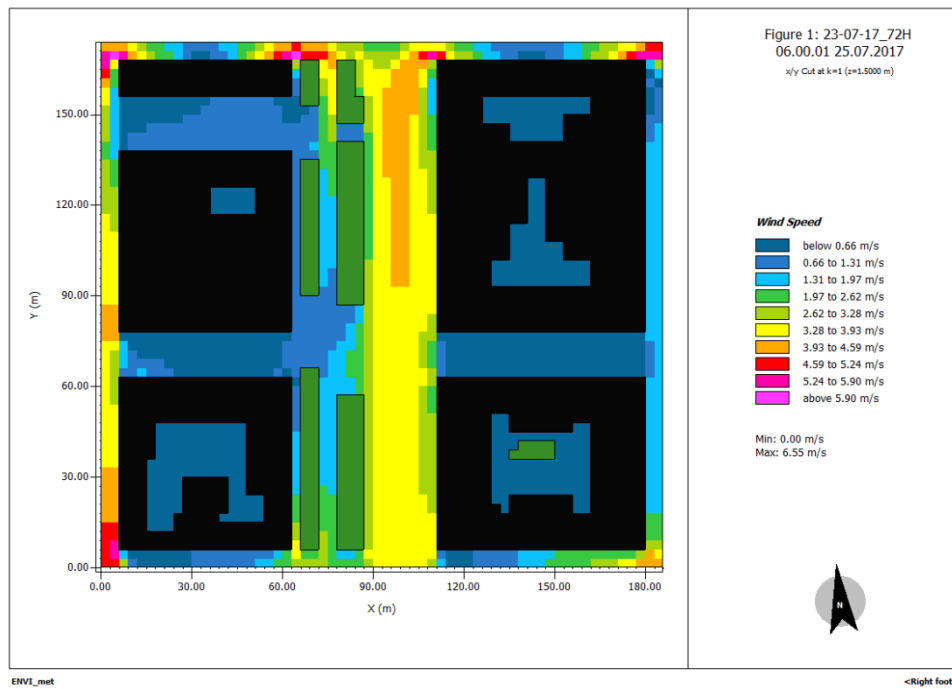 Figure 1: 23-07-17_72H
06.00.01 25.07.2017
x/y Cut at k=1 (z=1.5000 m)
150.00
120.00
90.00
60.00
30.00
0.00
Y (m)
0.00 30.00 60.00 90.00 120.00 150.00 180.00
X (m)
Wind Speed
below 0.66 m/s
0.66 to 1.31 m/s
1.31 to 1.97 m/s
1.97 to 2.62 m/s
2.62 to 3.28 m/s
3.28 to 3.93 m/s
3.93 to 4.59 m/s
4.59 to 5.24 m/s
5.24 to 5.90 m/s
above 5.90 m/s
Min: 0.00 m/s
Max: 6.55 m/s
N
ENVI_met
<Right foot